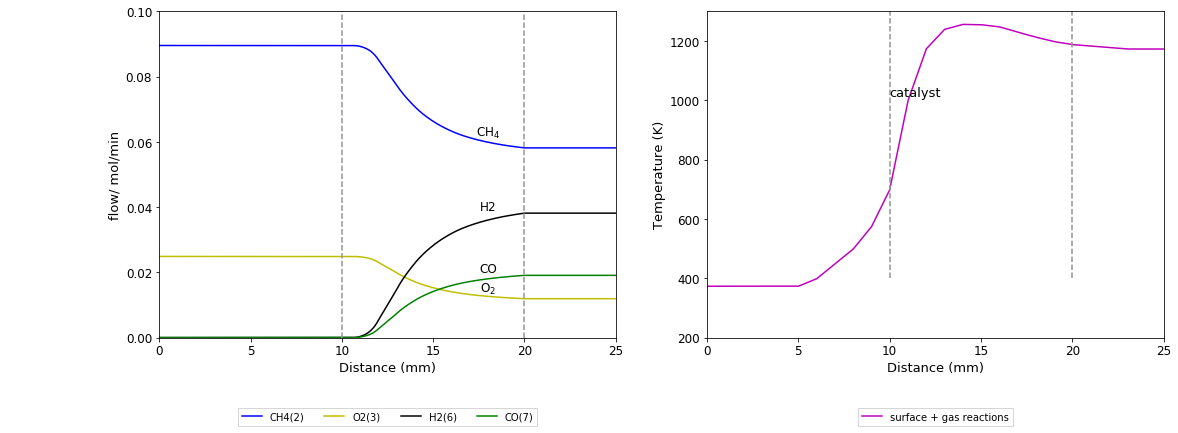 0.10
0.08
0.06
0.04
0.02
0.00
flow/ mol/min
CH4
H2
CO
O2
0 5 10 15 20 25
Distance (mm)
CH4(2) O2(3) H2(6) CO(7)
1200
1000
800
600
400
200
Temperature (K)
catalyst
0 5 10 15 20 25
Distance (mm)
surface + gas reactions